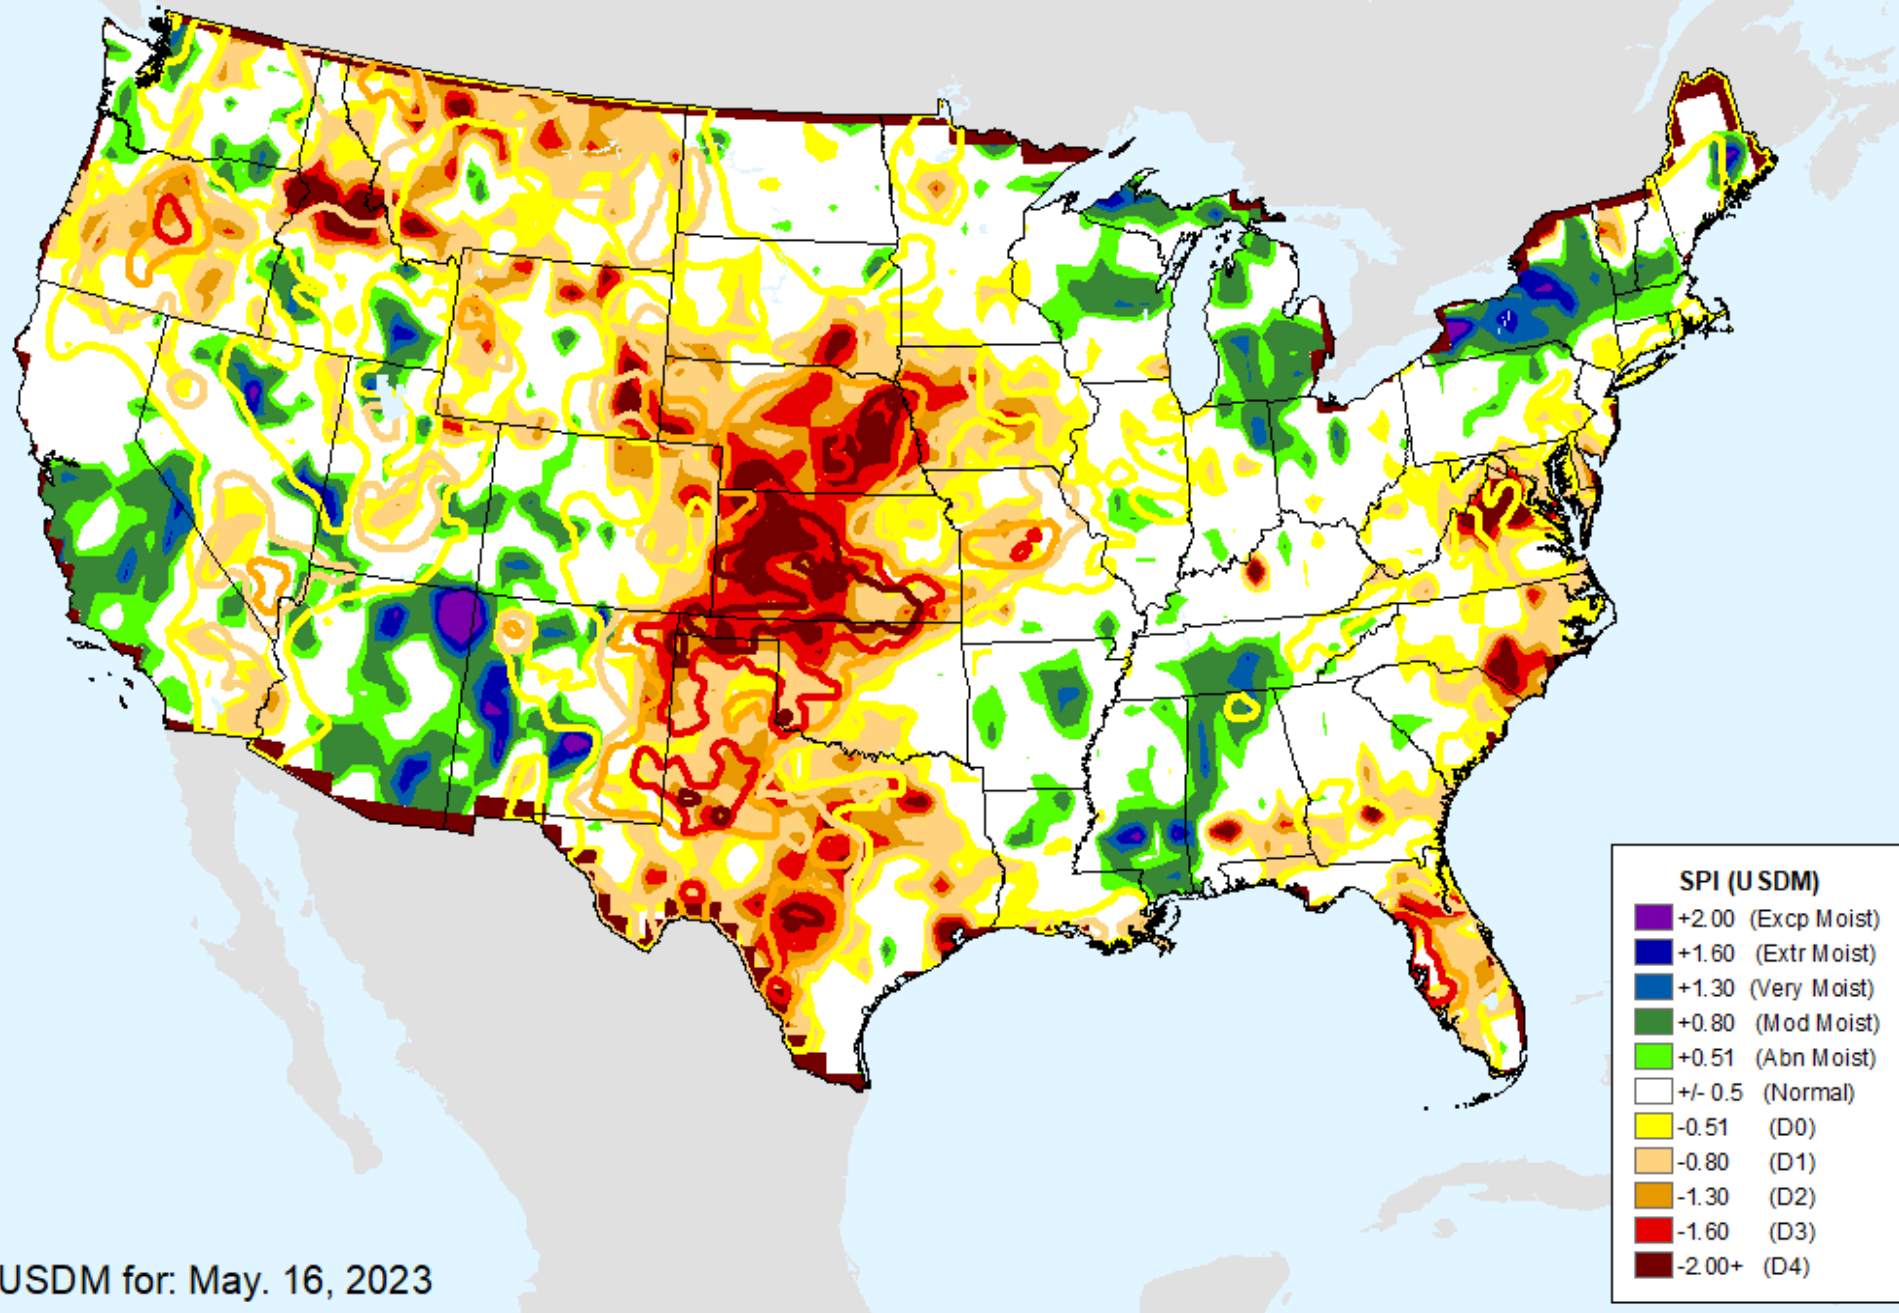 SPI (USDM)
+2.00 (Excp Moist)
+1.60 (Extr Moist)
+1.30 (Very Moist)
+0.80 (Mod Moist)
+0.51 (Abn Moist)
+/- 0.5 (Normal)
-0.51 (D0)
-0.80 (D1)
-1.30 (D2)
-1.60 (D3)
-2.00+ (D4)
USDM for: May. 16, 2023